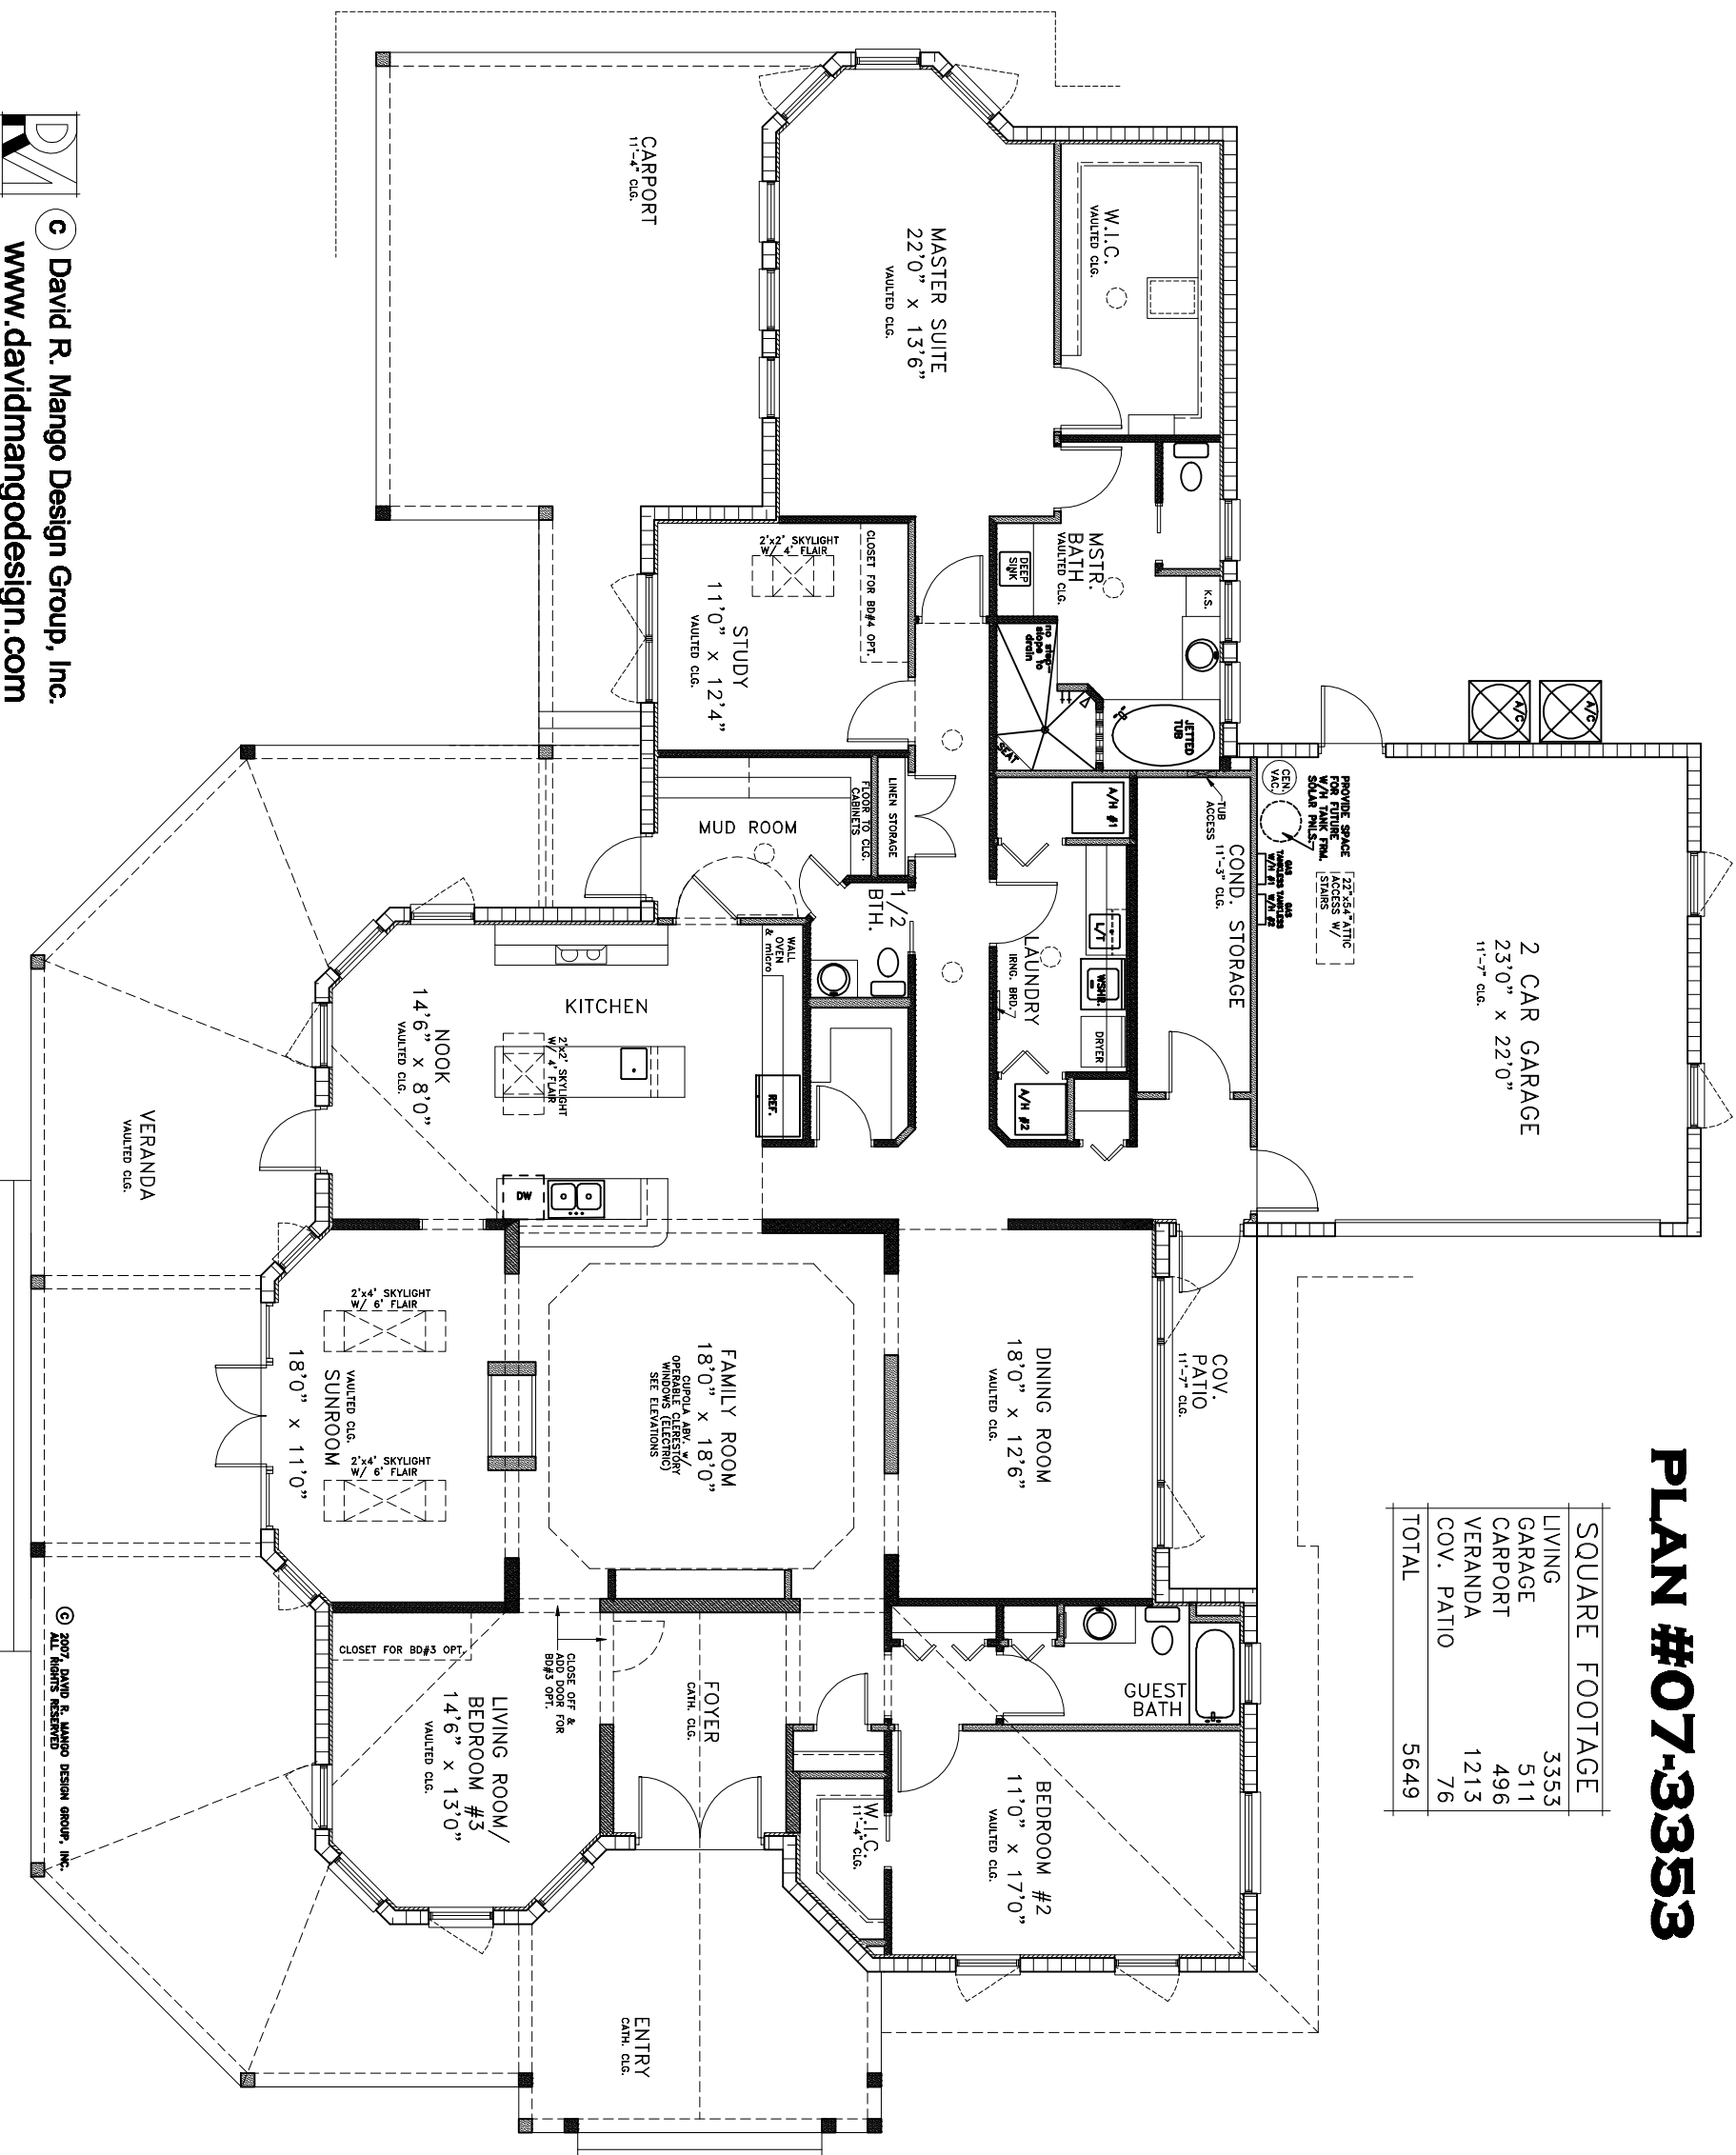 PLAN #07-3353
SQUARE FOOTAGE
LIVING 3353
GARAGE 511
CARPORT 496
VERANDA 1213
COV. PATIO 76
TOTAL 5649
A/C
A/C
2 CAR GARAGE
23'0" x 22'0"
11'-7" CLG.
PROVIDE SPACE
FOR FUTURE
W/H TANK FRM.
SOLAR PNLS.
CEN.
VAC.
22"x54" ATTIC
ACCESS W/
STAIRS
GAS
TANKLESS
W/H #1
GAS
TANKLESS
W/H #2
TUB
ACCESS
COND. STORAGE
11'-3" CLG.
W.I.C.
VAULTED CLG.
MASTER SUITE
22'0" x 13'6"
VAULTED CLG.
MSTR.
BATH
VAULTED CLG.
K.S.
DEEP
SINK
no step-
slope to
drain
SEAT
JETTED
TUB
A/H #1
L/T
WSHR.
DRYER
LAUNDRY
IRNG. BRD.
A/H #2
CARPORT
11'-4" CLG.
CLOSET FOR BD#4 OPT.
2'x2' SKYLIGHT
W/ 4' FLAIR
STUDY
11'0" x 12'4"
VAULTED CLG.
LINEN STORAGE
FLOOR TO CLG.
CABINETS
MUD ROOM
1/2
BTH.
WALL
OVEN
& micro
KITCHEN
2'x2' SKYLIGHT
W/ 4' FLAIR
REF.
DW
NOOK
14'6" x 8'0"
VAULTED CLG.
VERANDA
VAULTED CLG.
COV.
PATIO
11'-7" CLG.
DINING ROOM
18'0" x 12'6"
VAULTED CLG.
FAMILY ROOM
18'0" x 18'0"
CUPOLA ABV. w/
OPERABLE CLERESTORY
WINDOWS (ELECTRIC)
SEE ELEVATIONS
2'x4' SKYLIGHT
W/ 6' FLAIR
VAULTED CLG.
SUNROOM
18'0" x 11'0"
2'x4' SKYLIGHT
W/ 6' FLAIR
GUEST
BATH
BEDROOM #2
11'0" x 17'0"
VAULTED CLG.
W.I.C.
11'-4" CLG.
FOYER
CATH. CLG.
CLOSE OFF &
ADD DOOR FOR
BD#3 OPT.
CLOSET FOR BD#3 OPT.
LIVING ROOM/
BEDROOM #3
14'6" x 13'0"
VAULTED CLG.
ENTRY
CATH. CLG.
© 2007, DAVID R. MANGO DESIGN GROUP, INC.
ALL RIGHTS RESERVED
© David R. Mango Design Group, Inc.
www.davidmangodesign.com